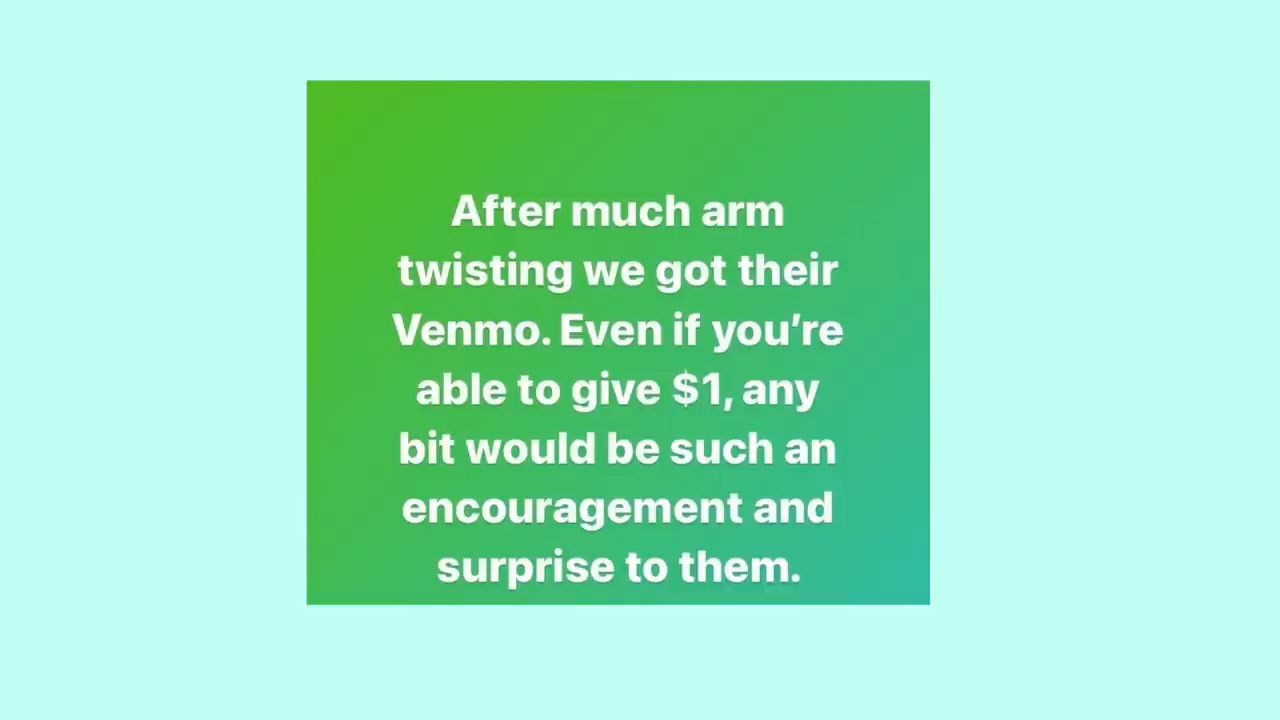 After much arm
twisting we got their
Venmo. Even if you’re
able to give $1, any
bit would be such an
encouragement and
surprise to them.